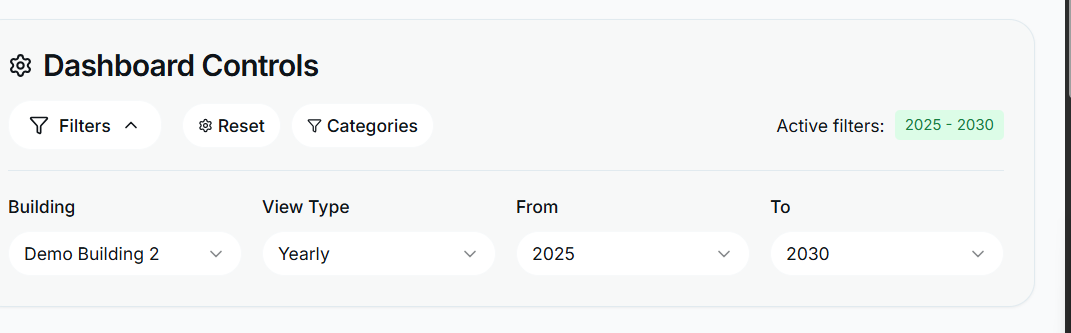 Dashboard Controls
Filters
Reset
Categories
Active filters:
2025 - 2030
Building
View Type
From
To
Demo Building 2
Yearly
2025
2030